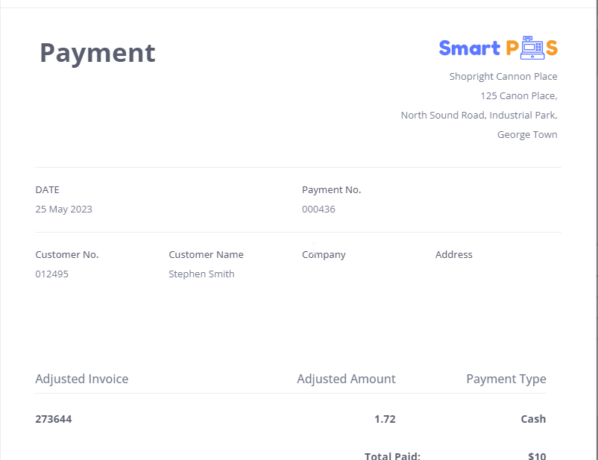 Payment
Smart POS
Shopright Cannon Place
125 Canon Place,
North Sound Road, Industrial Park,
George Town
DATE Payment No.
25 May 2023 000436
Customer No. Customer Name Company Address
012495 Stephen Smith
Adjusted Invoice Adjusted Amount Payment Type
273644 1.72 Cash
Total Paid: $10